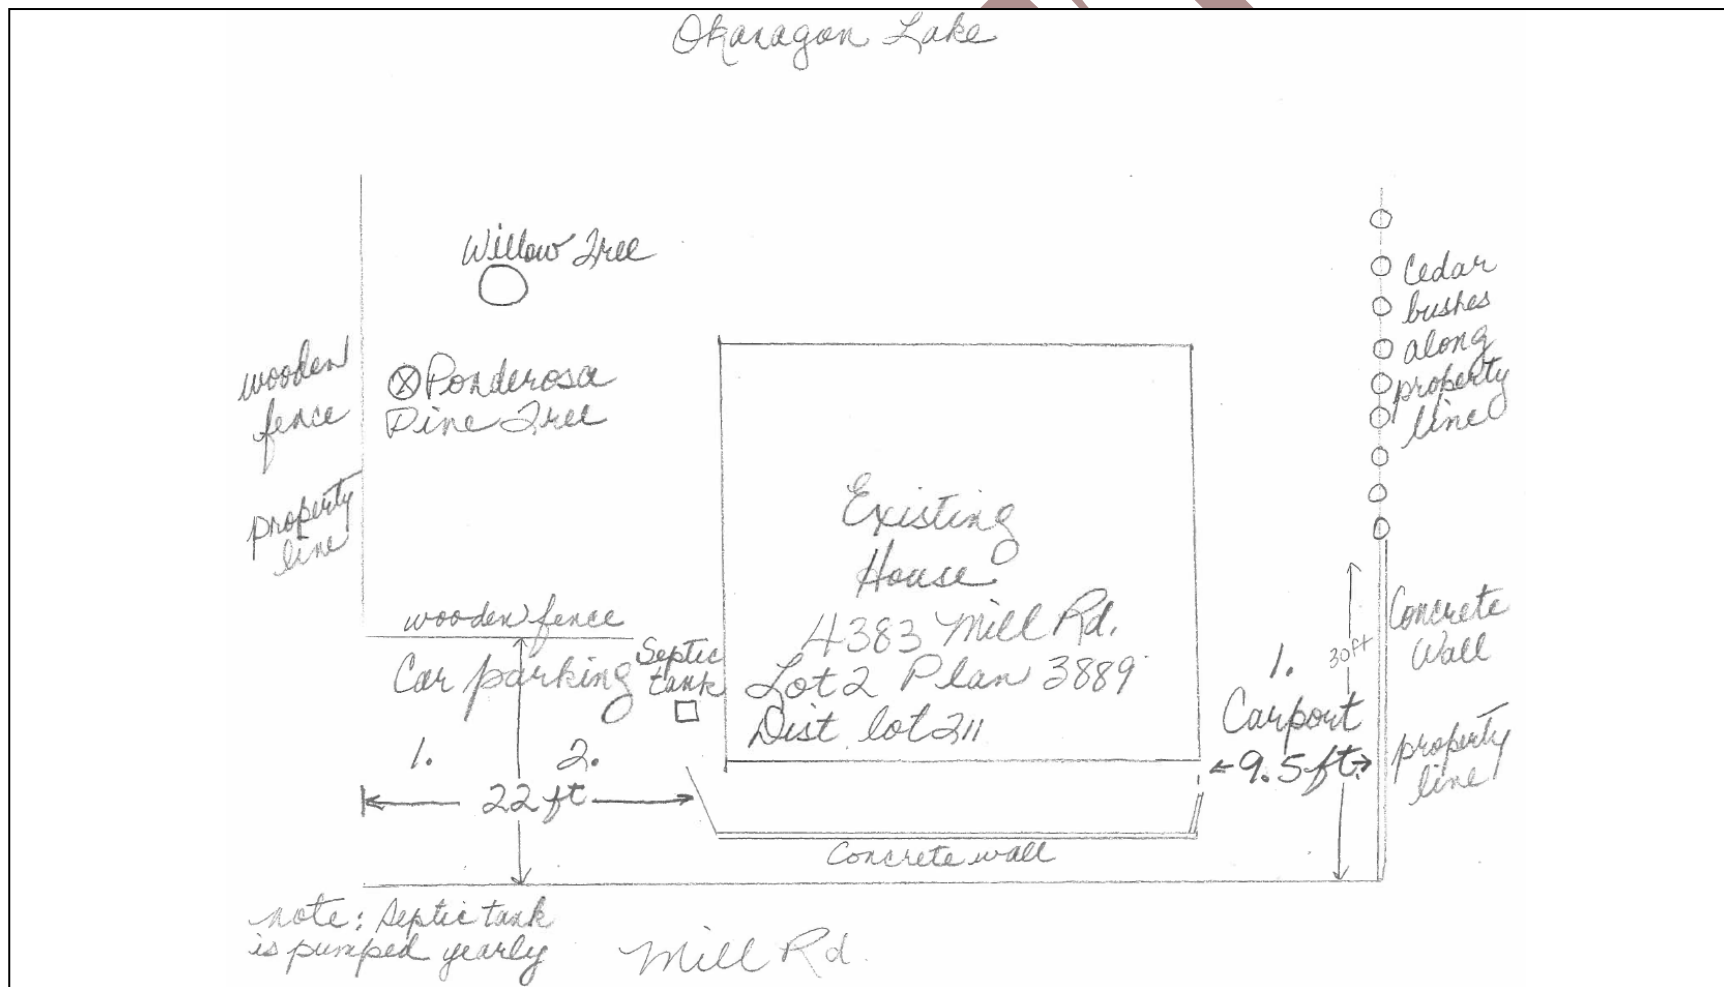 Okanagon Lake
Willow Tree
Cedar
bushes
along
property
line
wooden
fence
Ponderosa
Pine Tree
property
line
Existing
House
4383 Mill Rd.
Lot 2 Plan 3889
Dist lot 211
wooden fence
Car parking
Septic
tank
1. 2.
22 ft
1.
30ft
Carport
9.5 ft.
Concrete
Wall
property
line
Concrete wall
note: Septic tank
is pumped yearly
Mill Rd.